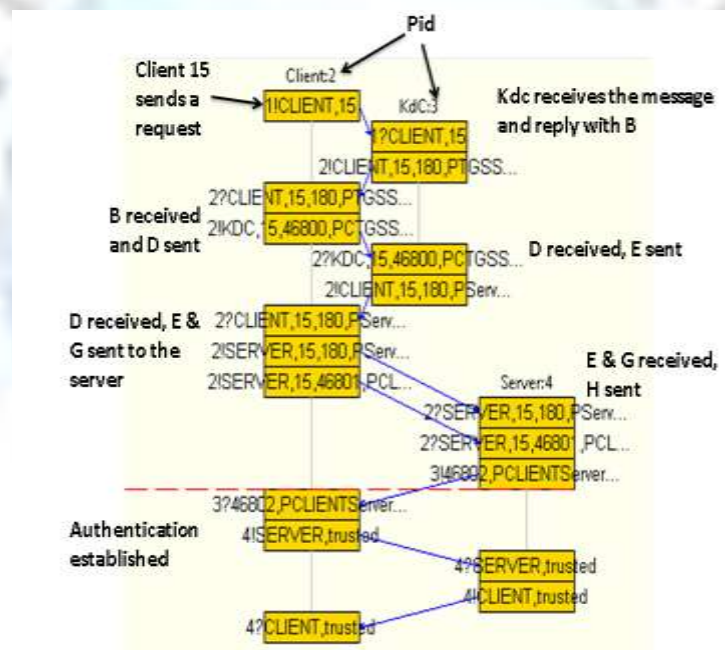 Pid
Client 15
sends a
request
Client:2
KdC:3
Kdc receives the message
and reply with B
1!CLIENT,15
1?CLIENT,15
2!CLIENT,15,180,PTGSS...
B received
and D sent
2?CLIENT,15,180,PTGSS...
2!KDC,15,46800,PCTGSS...
2?KDC,15,46800,PCTGSS...
2!CLIENT,15,180,PServ...
D received, E sent
D received, E &
G sent to the
server
2?CLIENT,15,180,PServ...
2!SERVER,15,180,PServ...
2!SERVER,15,46801,PCL...
Server:4
E & G received,
H sent
2?SERVER,15,180,PServ...
2?SERVER,15,46801,PCL...
3!46802,PCLIENTServer...
3?46802,PCLIENTServer...
4!SERVER,trusted
Authentication
established
4?SERVER,trusted
4!CLIENT,trusted
4?CLIENT,trusted